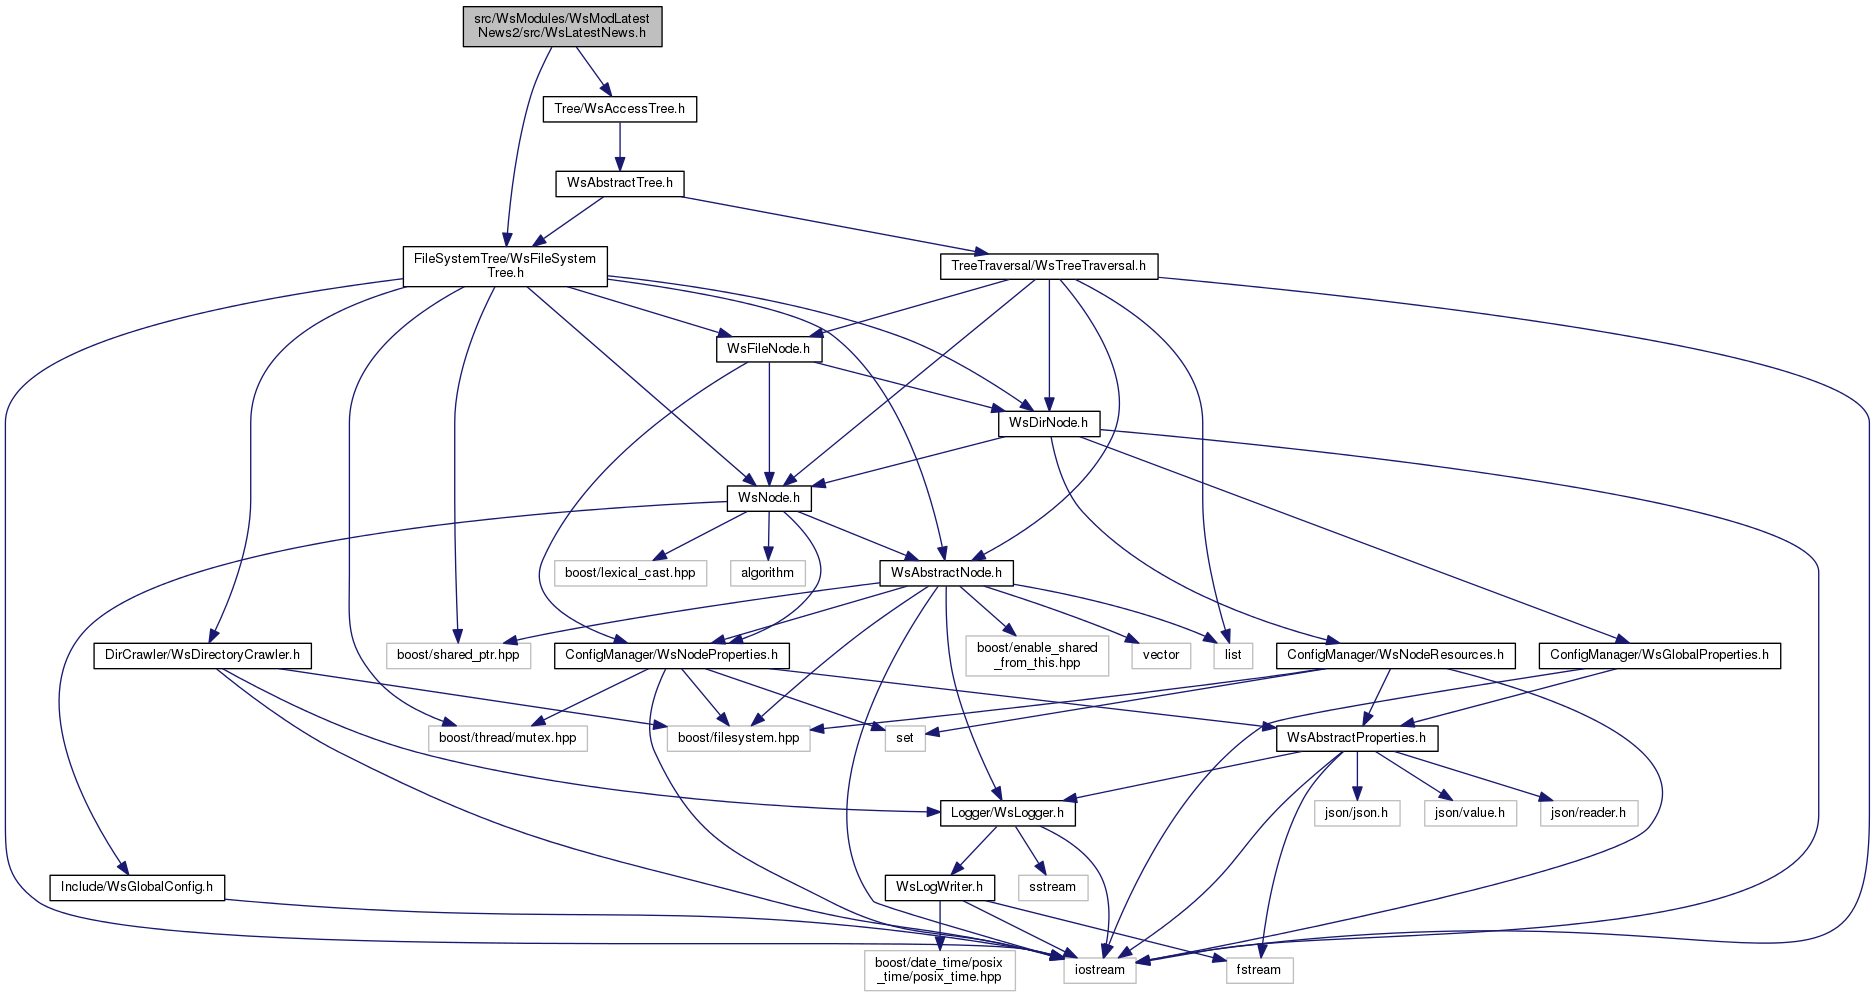 src/WsModules/WsModLatest
News2/src/WsLatestNews.h
Tree/WsAccessTree.h
WsAbstractTree.h
FileSystemTree/WsFileSystem
Tree.h
TreeTraversal/WsTreeTraversal.h
WsFileNode.h
WsDirNode.h
WsNode.h
boost/lexical_cast.hpp
algorithm
WsAbstractNode.h
DirCrawler/WsDirectoryCrawler.h
boost/shared_ptr.hpp
ConfigManager/WsNodeProperties.h
boost/enable_shared
_from_this.hpp
vector
list
ConfigManager/WsNodeResources.h
ConfigManager/WsGlobalProperties.h
boost/thread/mutex.hpp
boost/filesystem.hpp
set
WsAbstractProperties.h
Logger/WsLogger.h
json/json.h
json/value.h
json/reader.h
Include/WsGlobalConfig.h
WsLogWriter.h
sstream
boost/date_time/posix
_time/posix_time.hpp
iostream
fstream